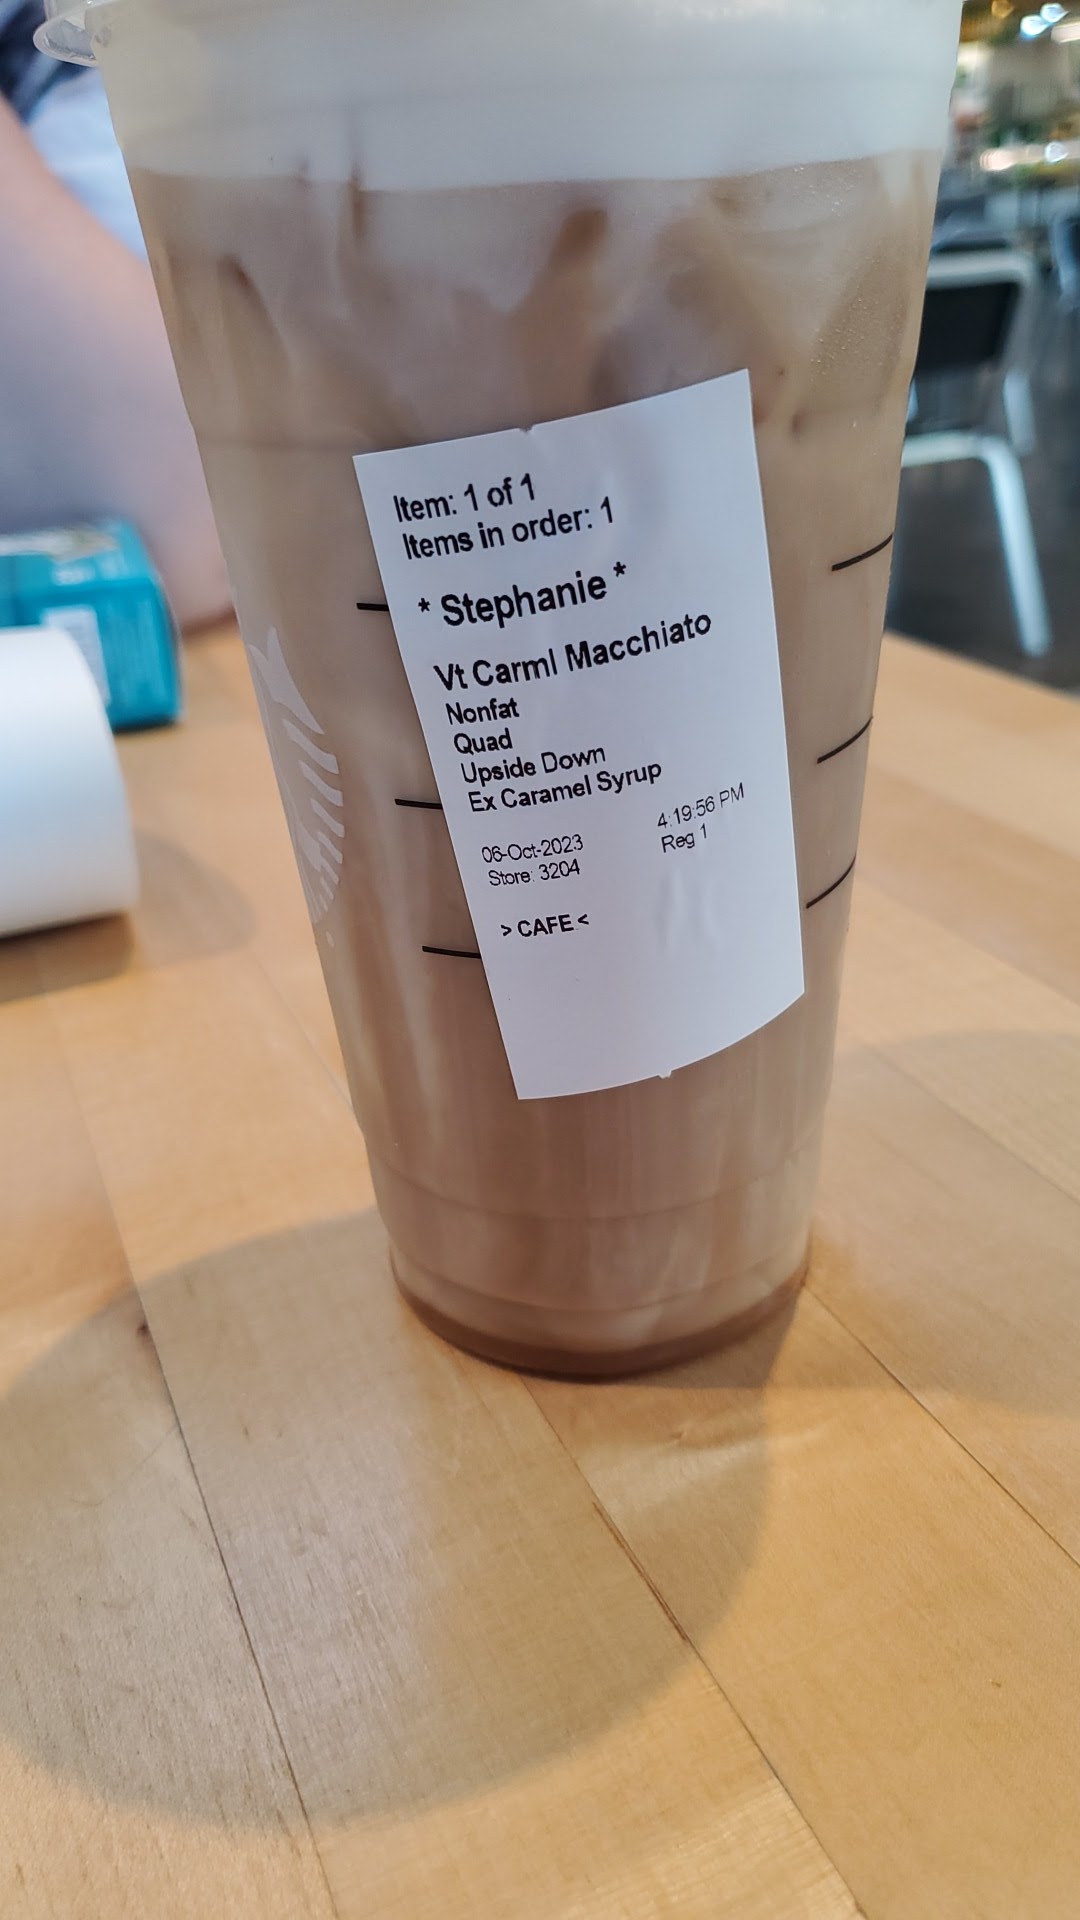 Item: 1 of 1
Items in order: 1
* Stephanie *
Vt Carml Macchiato
Nonfat
Quad
Upside Down
Ex Caramel Syrup
06-Oct-2023 4:19:56 PM
Store: 3204 Reg 1
> CAFE <